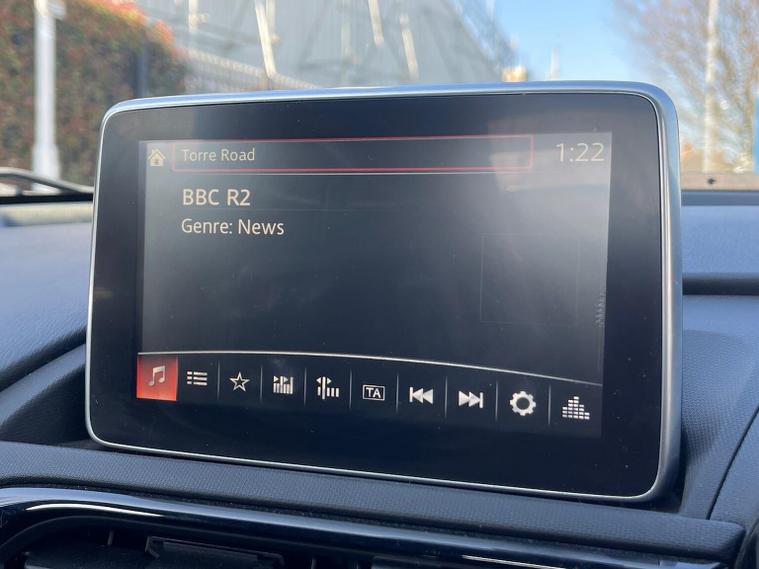 Torre Road
1:22
BBC R2
Genre: News
TA